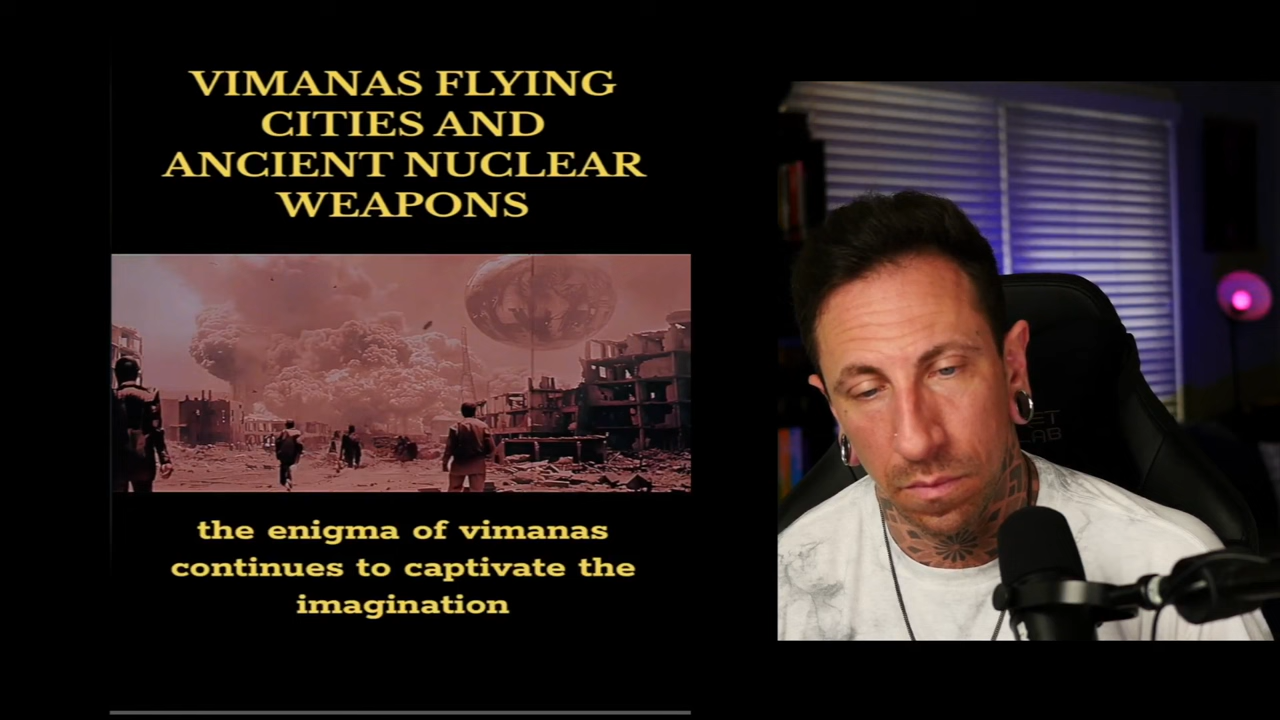 VIMANAS FLYING
CITIES AND
ANCIENT NUCLEAR
WEAPONS
the enigma of vimanas
continues to captivate the
imagination